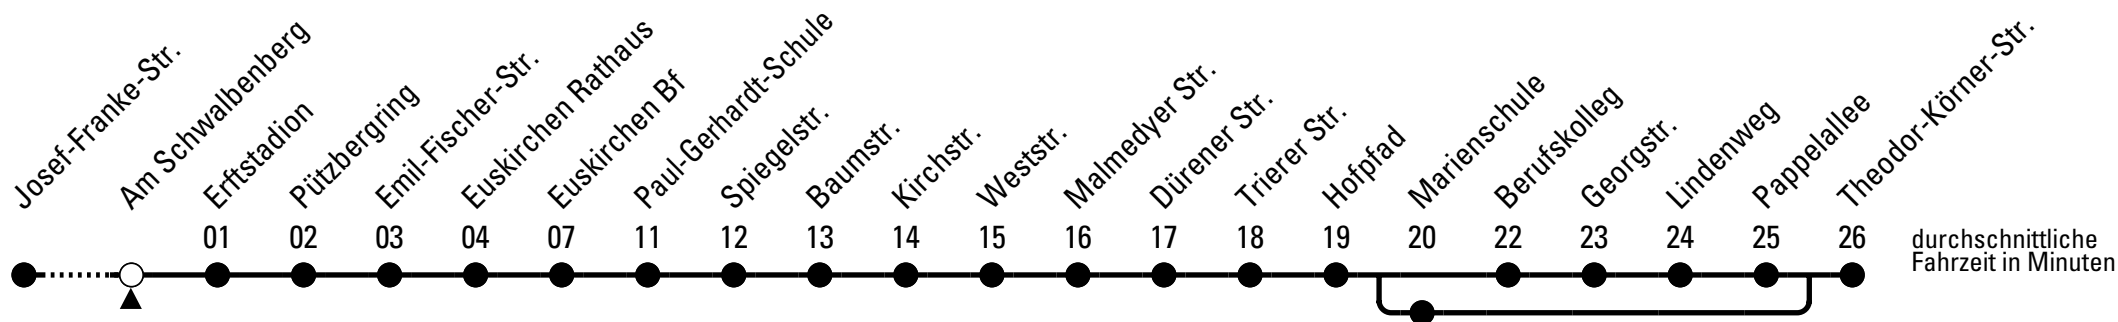 Josef-Franke-Str.
Am Schwalbenberg
Erftstadion
Pützbergring
Emil-Fischer-Str.
Euskirchen Rathaus
Euskirchen Bf
Paul-Gerhardt-Schule
Spiegelstr.
Baumstr.
Kirchstr.
Weststr.
Malmedyer Str.
Dürener Str.
Trierer Str.
Hofpfad
Marienschule
Berufskolleg
Georgstr.
Lindenweg
Pappelallee
Theodor-Körner-Str.
01 02 03 04 07 11 12 13 14 15 16 17 18 19 20 22 23 24 25 26
durchschnittliche
Fahrzeit in Minuten